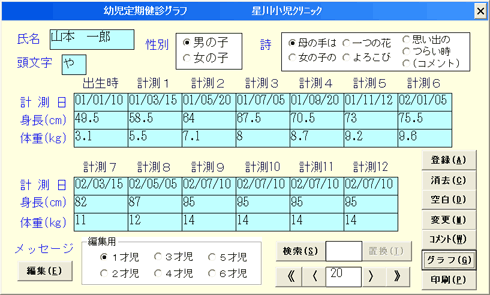 幼児定期健診グラフ 星川小児クリニック
氏名 山本 一郎 性別 男の子 女の子 詩 母の手は 一つの花 思い出の
女の子の よろこび つらい時
(コメント)
頭文字 や
出生時 計測1 計測2 計測3 計測4 計測5 計測6
計測日 01/01/10 01/03/15 01/05/20 01/07/05 01/09/20 01/11/12 02/01/05
身長(cm) 49.5 58.5 64 67.5 70.5 73 75.5
体重(kg) 3.1 5.5 7.1 8 8.7 9.2 9.6
計測7 計測8 計測9 計測10 計測11 計測12
計測日 02/03/15 02/05/05 02/07/10 02/07/10 02/07/10 02/07/10
身長(cm) 82 87 95 95 95 95
体重(kg) 11 12 14 14 14 14
登録(A)
消去(C)
空白(D)
変更(M)
コメント(W)
グラフ(G)
印刷(P)
メッセージ
編集(E)
編集用
1才児 3才児 5才児
2才児 4才児 6才児
検索(S) 置換(I)
《 〈 20 〉 》